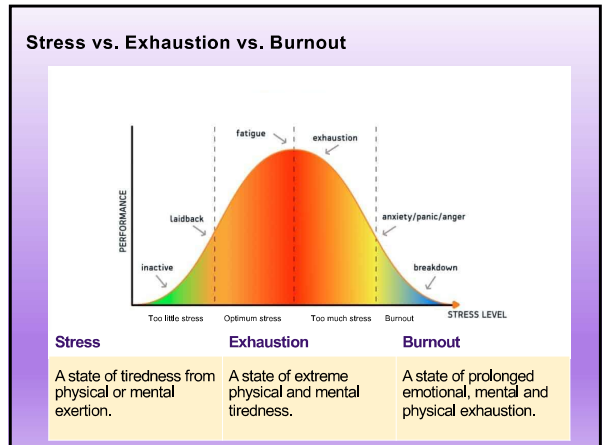 Stress vs. Exhaustion vs. Burnout
fatigue
exhaustion
laidback
anxiety/panic/anger
inactive
breakdown
PERFORMANCE
STRESS LEVEL
Too little stress
Optimum stress
Too much stress
Burnout
Stress
Exhaustion
Burnout
A state of tiredness from
physical or mental
exertion.
A state of extreme
physical and mental
tiredness.
A state of prolonged
emotional, mental and
physical exhaustion.